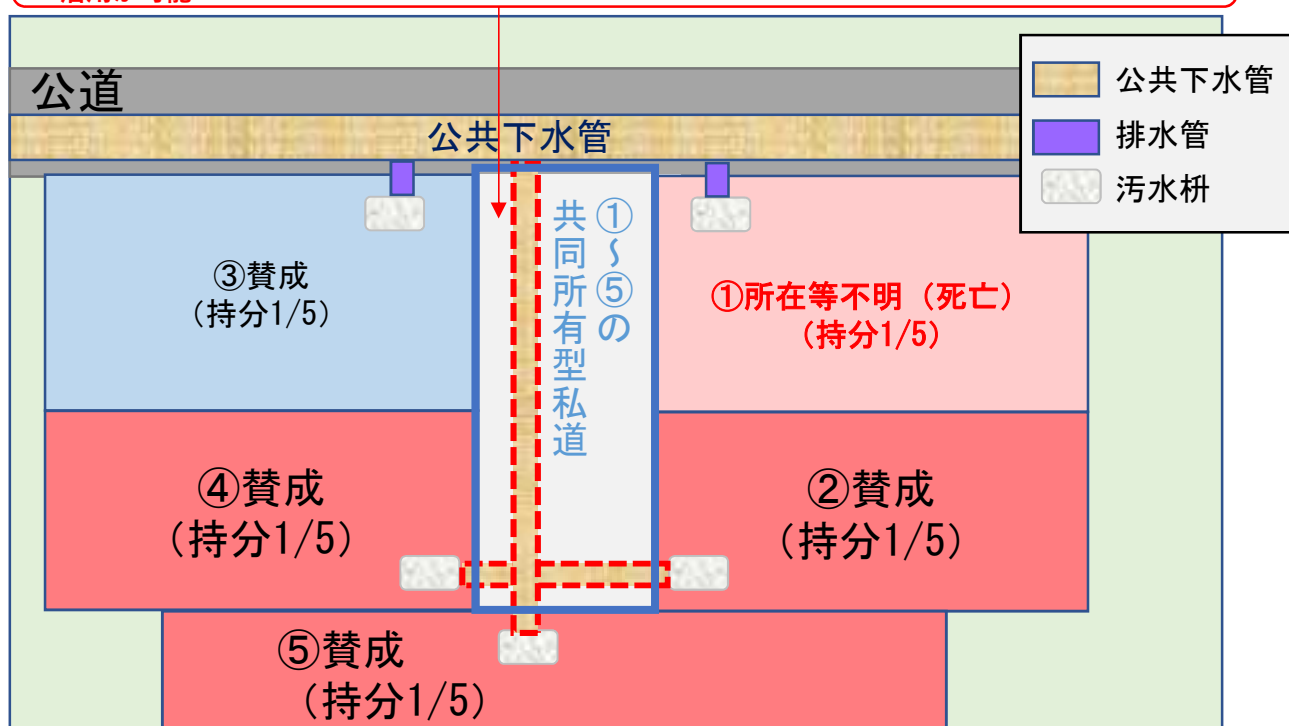 公道
公共下水管
公共下水管
排水管
汚水枡
①～⑤の
共同所有型私道
③賛成
(持分1/5)
①所在等不明（死亡）
(持分1/5)
④賛成
(持分1/5)
②賛成
(持分1/5)
⑤賛成
(持分1/5)